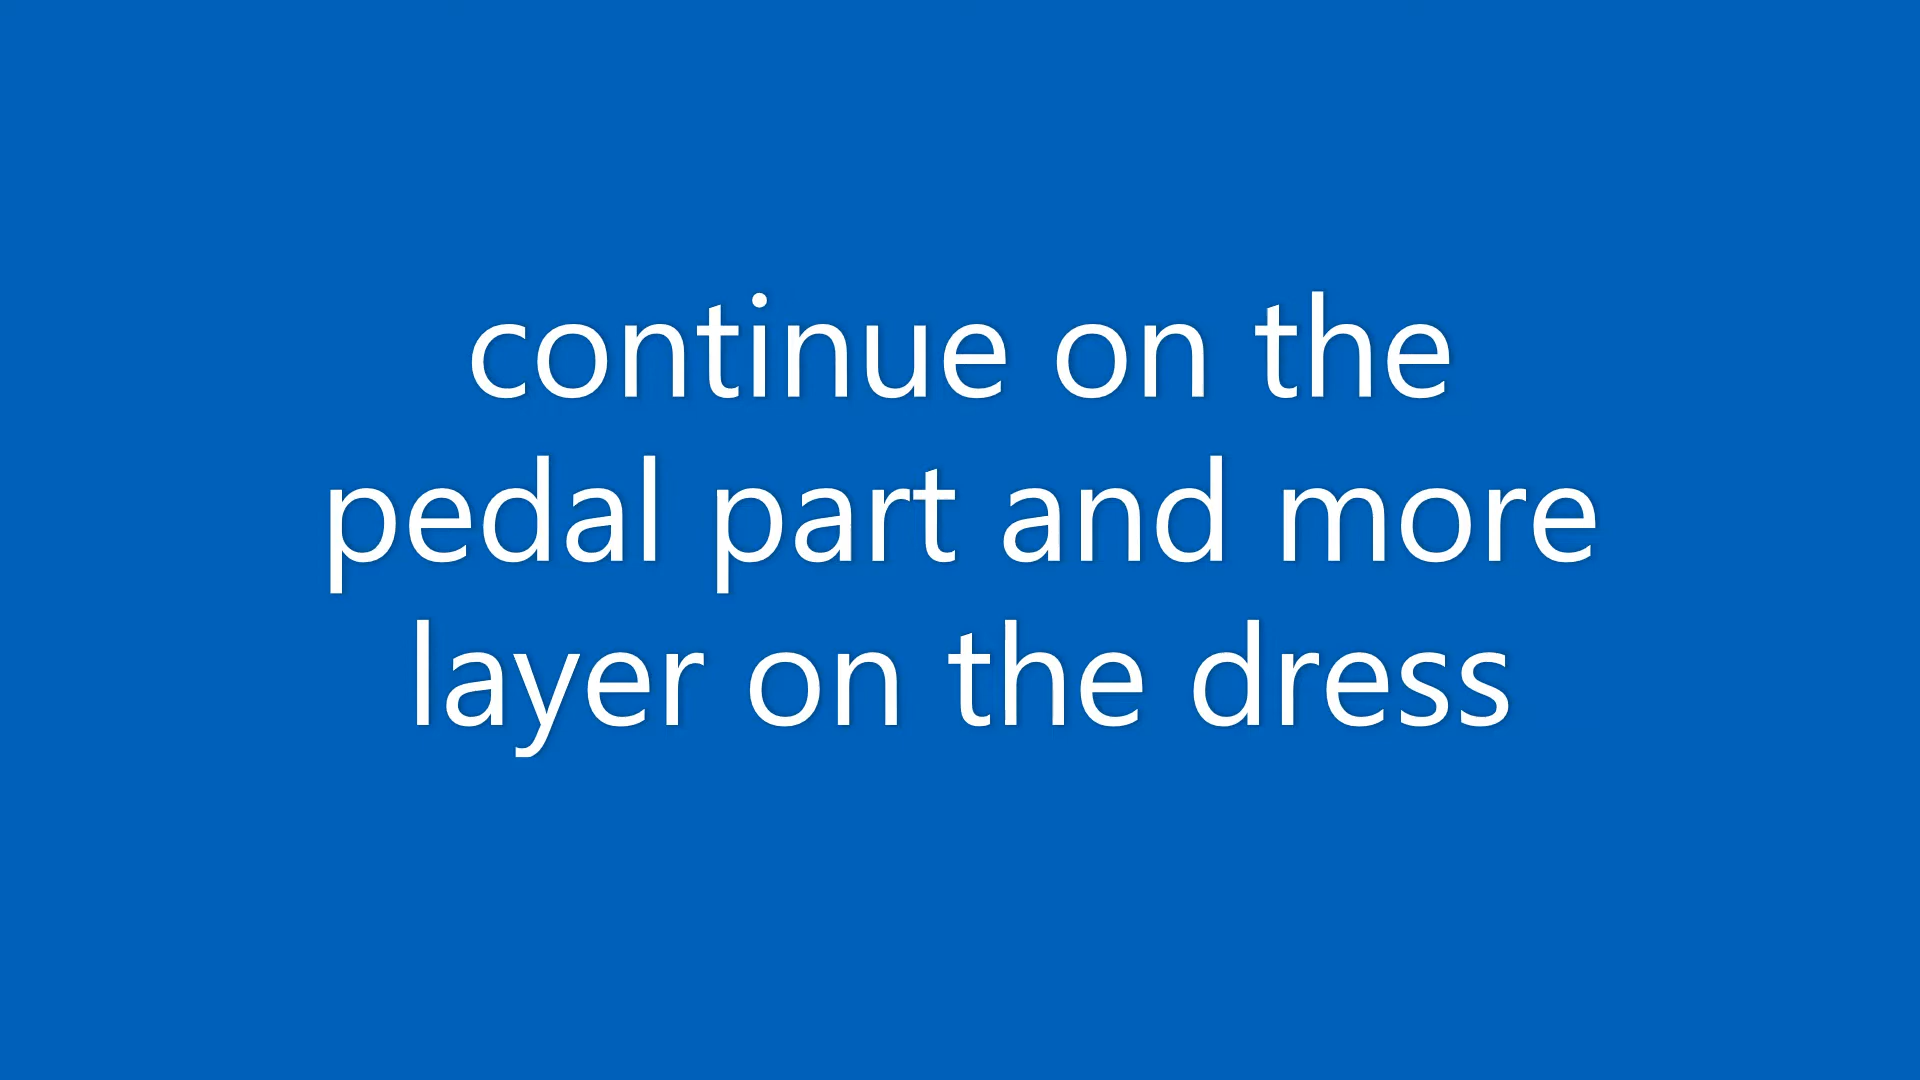 continue on the
pedal part and more
layer on the dress